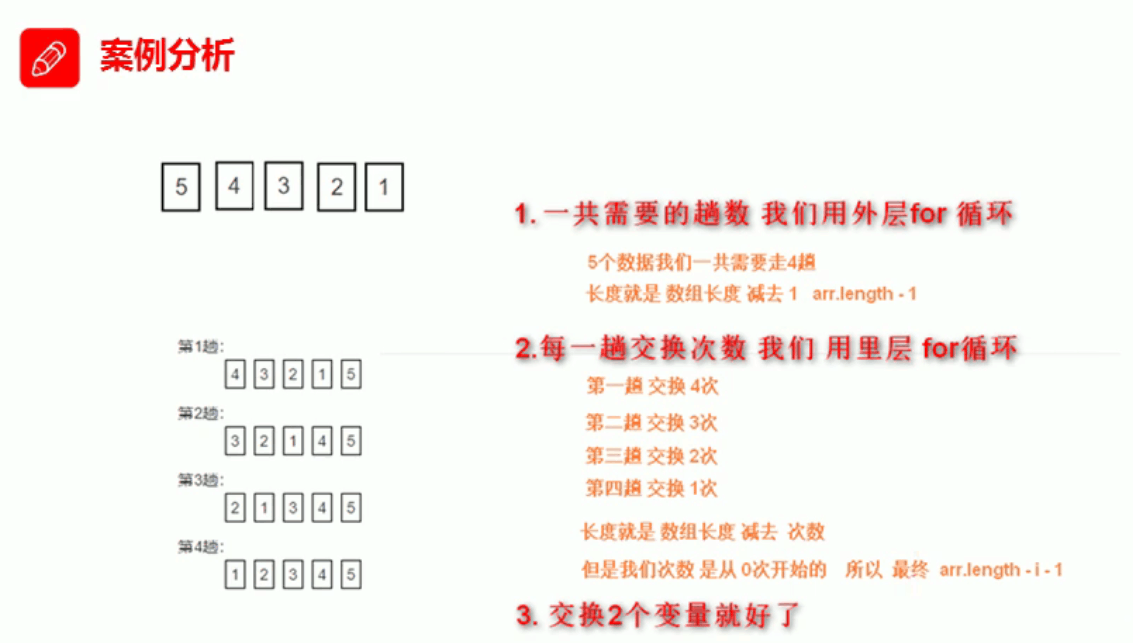 案例分析
5 4 3 2 1
1. 一共需要的趟数 我们用外层for 循环
5个数据我们一共需要走4趟
长度就是 数组长度 减去 1 arr.length - 1
第1趟:
4 3 2 1 5
第2趟:
3 2 1 4 5
第3趟:
2 1 3 4 5
第4趟:
1 2 3 4 5
2.每一趟交换次数 我们 用里层 for循环
第一趟 交换 4次
第二趟 交换 3次
第三趟 交换 2次
第四趟 交换 1次
长度就是 数组长度 减去 次数
但是我们次数 是从 0次开始的 所以 最终 arr.length - i - 1
3. 交换2个变量就好了